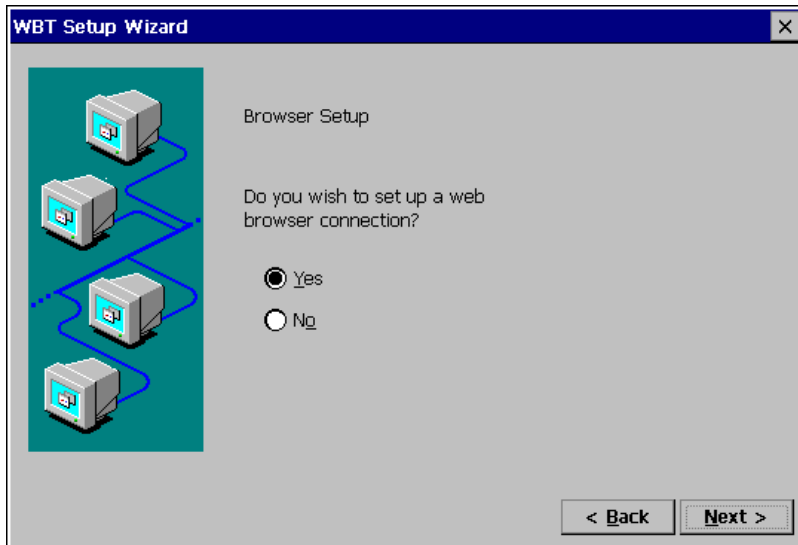 WBT Setup Wizard
Browser Setup
Do you wish to set up a web
browser connection?
Yes
No
< Back
Next >